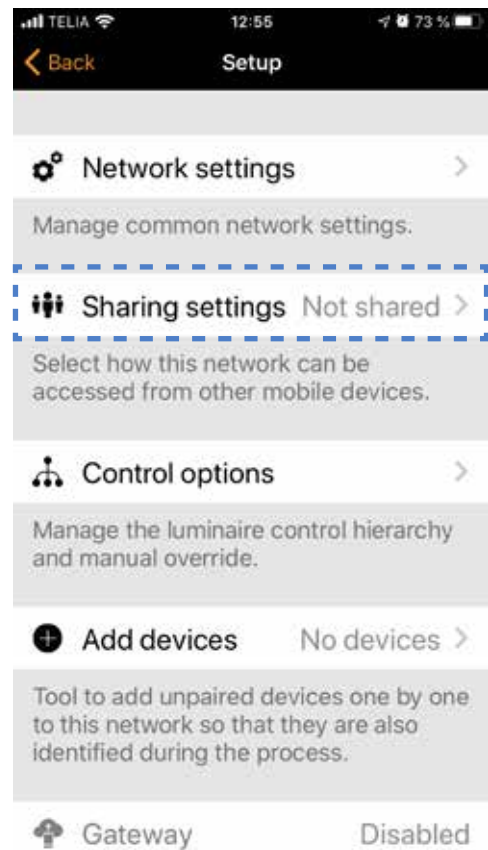 TELIA 12:55 73 %
Back Setup
Network settings
Manage common network settings.
Sharing settings Not shared
Select how this network can be
accessed from other mobile devices.
Control options
Manage the luminaire control hierarchy
and manual override.
Add devices No devices
Tool to add unpaired devices one by one
to this network so that they are also
identified during the process.
Gateway Disabled